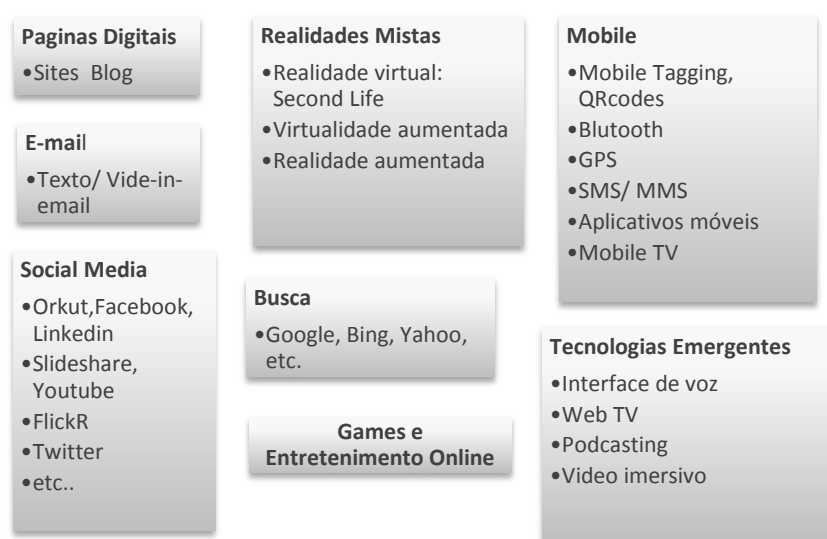 Paginas Digitais
•Sites Blog
E-mail
•Texto/ Vide-in-
email
Social Media
•Orkut,Facebook,
Linkedin
•Slideshare,
Youtube
•FlickR
•Twitter
•etc..
Realidades Mistas
•Realidade virtual:
Second Life
•Virtualidade aumentada
•Realidade aumentada
Busca
•Google, Bing, Yahoo,
etc.
Games e
Entretenimento Online
Mobile
•Mobile Tagging,
QRcodes
•Blutooth
•GPS
•SMS/ MMS
•Aplicativos móveis
•Mobile TV
Tecnologias Emergentes
•Interface de voz
•Web TV
•Podcasting
•Video imersivo